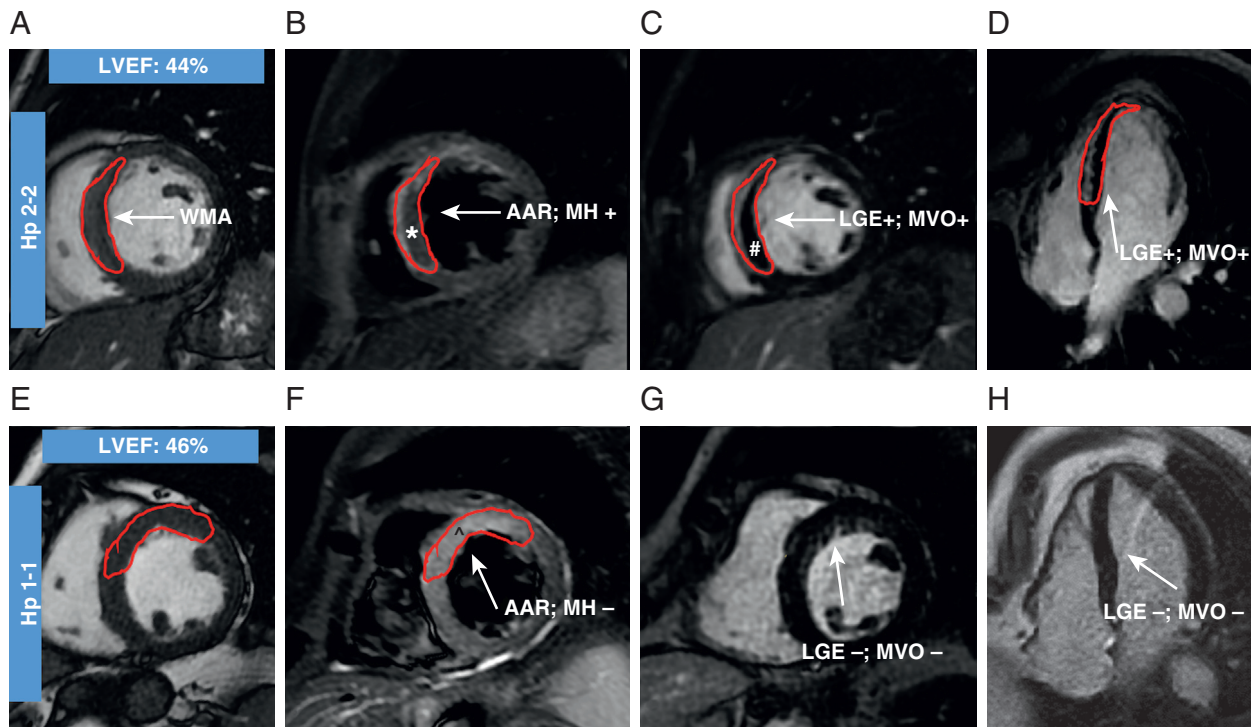 A
B
C
D
LVEF: 44%
Hp 2-2
WMA
AAR; MH +
*
LGE+; MVO+
#
LGE+; MVO+
E
F
G
H
LVEF: 46%
Hp 1-1
^
AAR; MH –
LGE –; MVO –
LGE –; MVO –